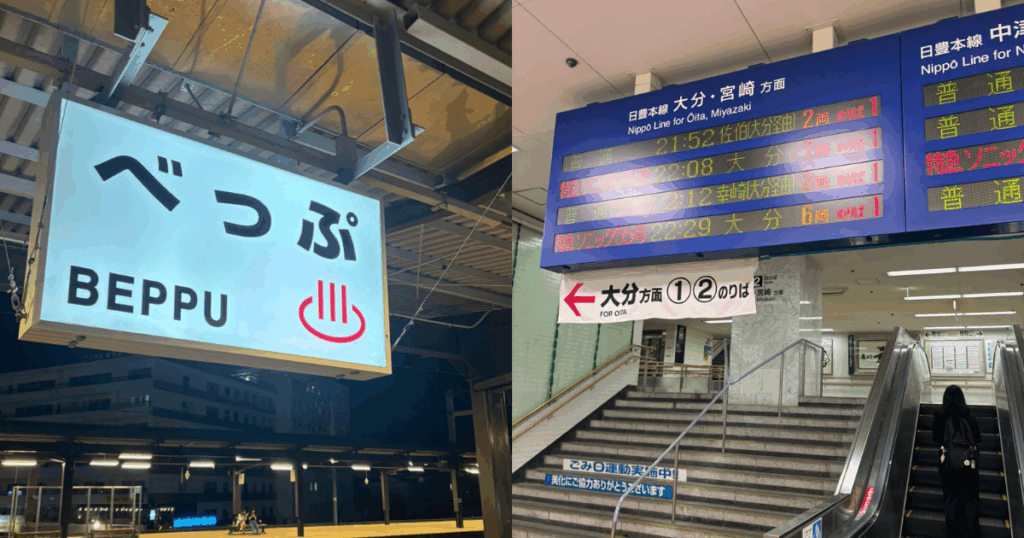 べっぷ
BEPPU
日豊本線 大分・宮崎 方面
Nippō Line for Ōita, Miyazaki
普通 21:52 佐伯大分経由 2両 のりば 1
22:08 大分 1
12 幸崎大分経由 2両 1
特急ソニック55号 22:29 大分 6両 のりば 1
日豊本線 中津
Nippō Line for N
普通
普通
特急ソニック
普通
大分方面 ①②のりば
FOR OITA
ごみ0運動実施中!!
美化にご協力ありがとうございます